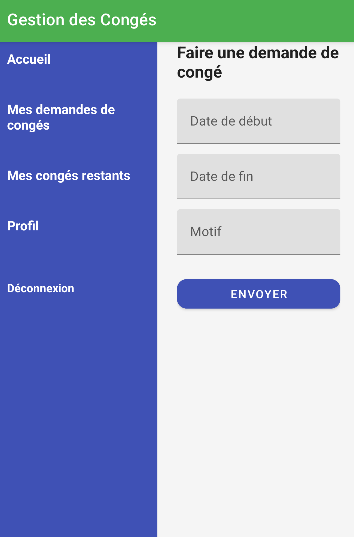 Gestion des Congés
Accueil
Mes demandes de
congés
Mes congés restants
Profil
Déconnexion
Faire une demande de
congé
Date de début
Date de fin
Motif
ENVOYER